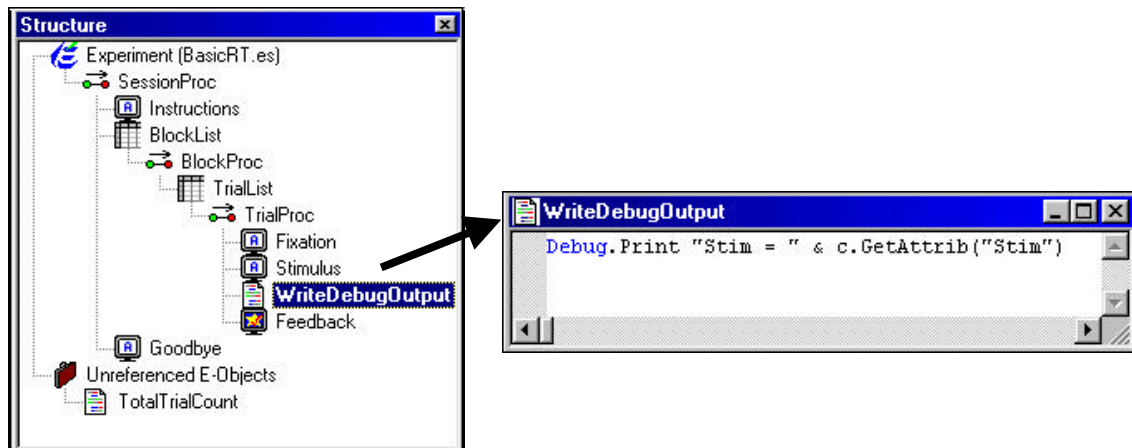 Structure
Experiment (BasicRT.es)
SessionProc
Instructions
BlockList
BlockProc
TrialList
TrialProc
Fixation
Stimulus
WriteDebugOutput
Feedback
Goodbye
Unreferenced E-Objects
TotalTrialCount
WriteDebugOutput
Debug.Print "Stim = " & c.GetAttrib("Stim")